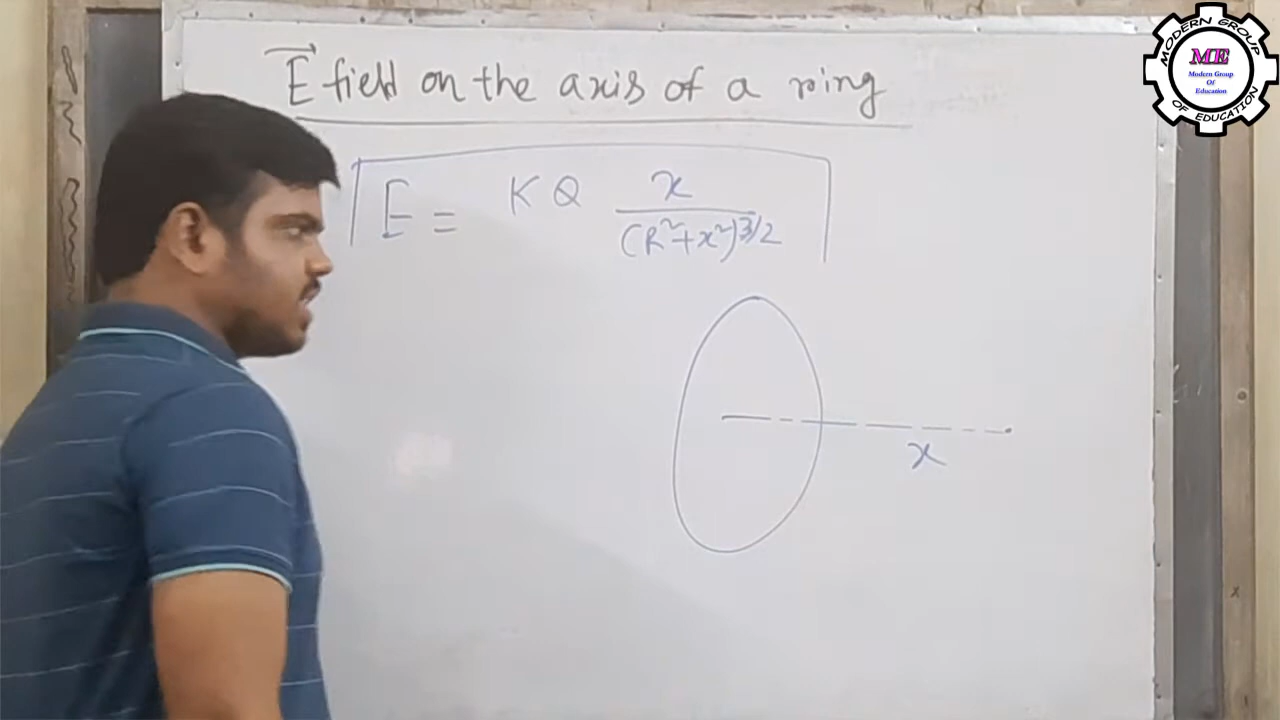 E⃗ field on the axis of a ring
E = KQ x / (R²+x²)^3/2
x
MODERN GROUP
ME
Modern Group
Of
Education
OF EDUCATION